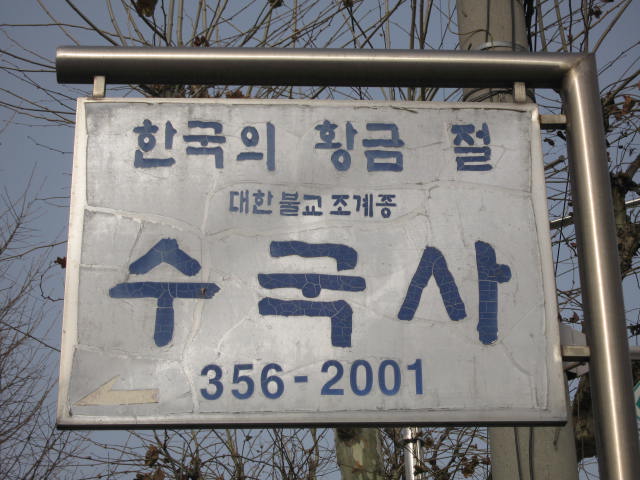 한국의 황금 절
대한불교조계종
수국사
356-2001